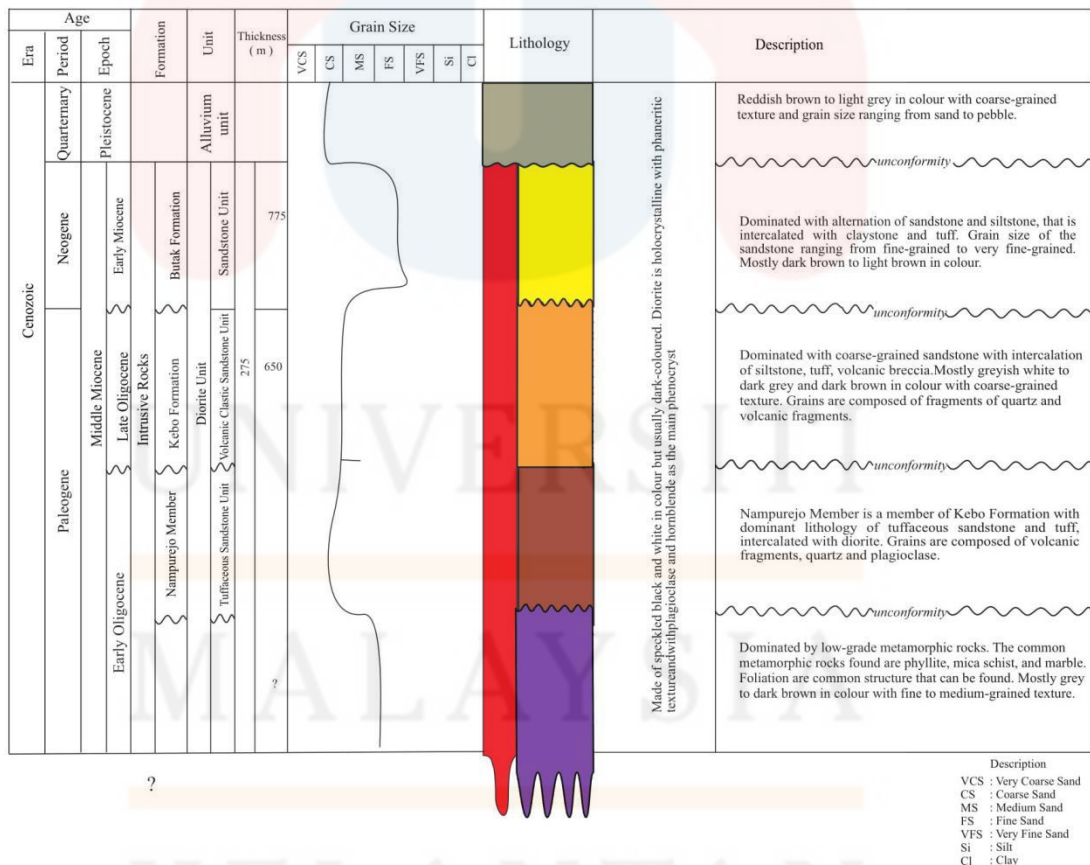 Age
Era
Period
Epoch
Formation
Unit
Thickness
( m )
Grain Size
VCS
CS
MS
FS
VFS
Si
Cl
Lithology
Description
Cenozoic
Quarternary
Pleistocene
Alluvium
unit
Reddish brown to light grey in colour with coarse-grained
texture and grain size ranging from sand to pebble.
unconformity
Neogene
Early Miocene
Butak Formation
Sandstone Unit
775
Dominated with alternation of sandstone and siltstone, that is
intercalated with claystone and tuff. Grain size of the
sandstone ranging from fine-grained to very fine-grained.
Mostly dark brown to light brown in colour.
unconformity
Paleogene
Middle Miocene
Late Oligocene
Intrusive Rocks
Kebo Formation
Diorite Unit
Volcanic Clastic Sandstone Unit
275
650
Dominated with coarse-grained sandstone with intercalation
of siltstone, tuff, volcanic breccia.Mostly greyish white to
dark grey and dark brown in colour with coarse-grained
texture. Grains are composed of fragments of quartz and
volcanic fragments.
unconformity
Early Oligocene
Nampurejo Member
Tuffaceous Sandstone Unit
Nampurejo Member is a member of Kebo Formation with
dominant lithology of tuffaceous sandstone and tuff,
intercalated with diorite. Grains are composed of volcanic
fragments, quartz and plagioclase.
unconformity
?
Dominated by low-grade metamorphic rocks. The common
metamorphic rocks found are phyllite, mica schist, and marble.
Foliation are common structure that can be found. Mostly grey
to dark brown in colour with fine to medium-grained texture.
Made of speckled black and white in colour but usually dark-coloured. Diorite is holocrystalline with phaneritic
textureandwithplagioclase and hornblende as the main phenocryst
?
Description
VCS : Very Coarse Sand
CS : Coarse Sand
MS : Medium Sand
FS : Fine Sand
VFS : Very Fine Sand
Si : Silt
Cl : Clay
UNIVERSITI
MALAYSIA
KELANTAN